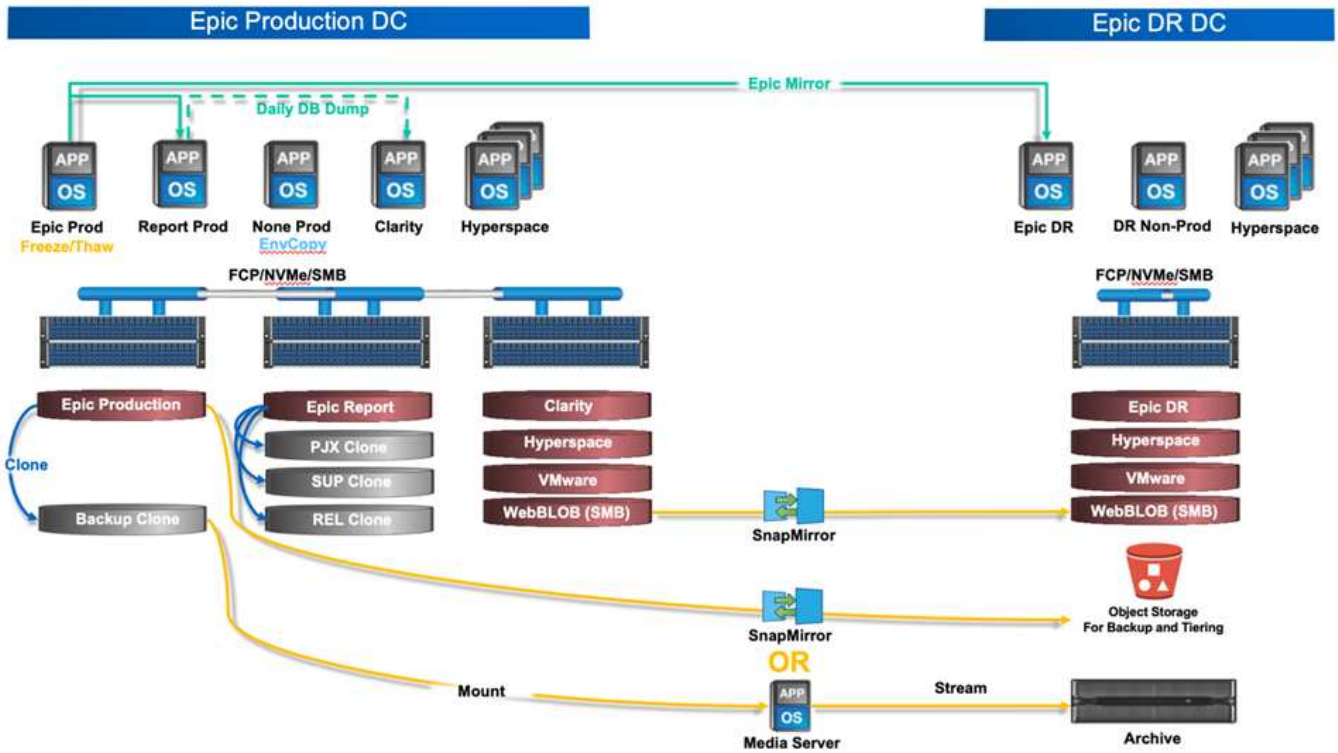 Epic Production DC
Epic DR DC
Epic Mirror
Daily DB Dump
APP
OS
APP
OS
APP
OS
APP
OS
APP
OS
APP
OS
APP
OS
APP
OS
Epic Prod
Freeze/Thaw
Report Prod
None Prod
EnvCopy
Clarity
Hyperspace
Epic DR
DR Non-Prod
Hyperspace
FCP/NVMe/SMB
FCP/NVMe/SMB
Epic Production
Clone
Backup Clone
Epic Report
PJX Clone
SUP Clone
REL Clone
Clarity
Hyperspace
VMware
WebBLOB (SMB)
Epic DR
Hyperspace
VMware
WebBLOB (SMB)
SnapMirror
SnapMirror
Object Storage
For Backup and Tiering
OR
Mount
APP
OS
Media Server
Stream
Archive